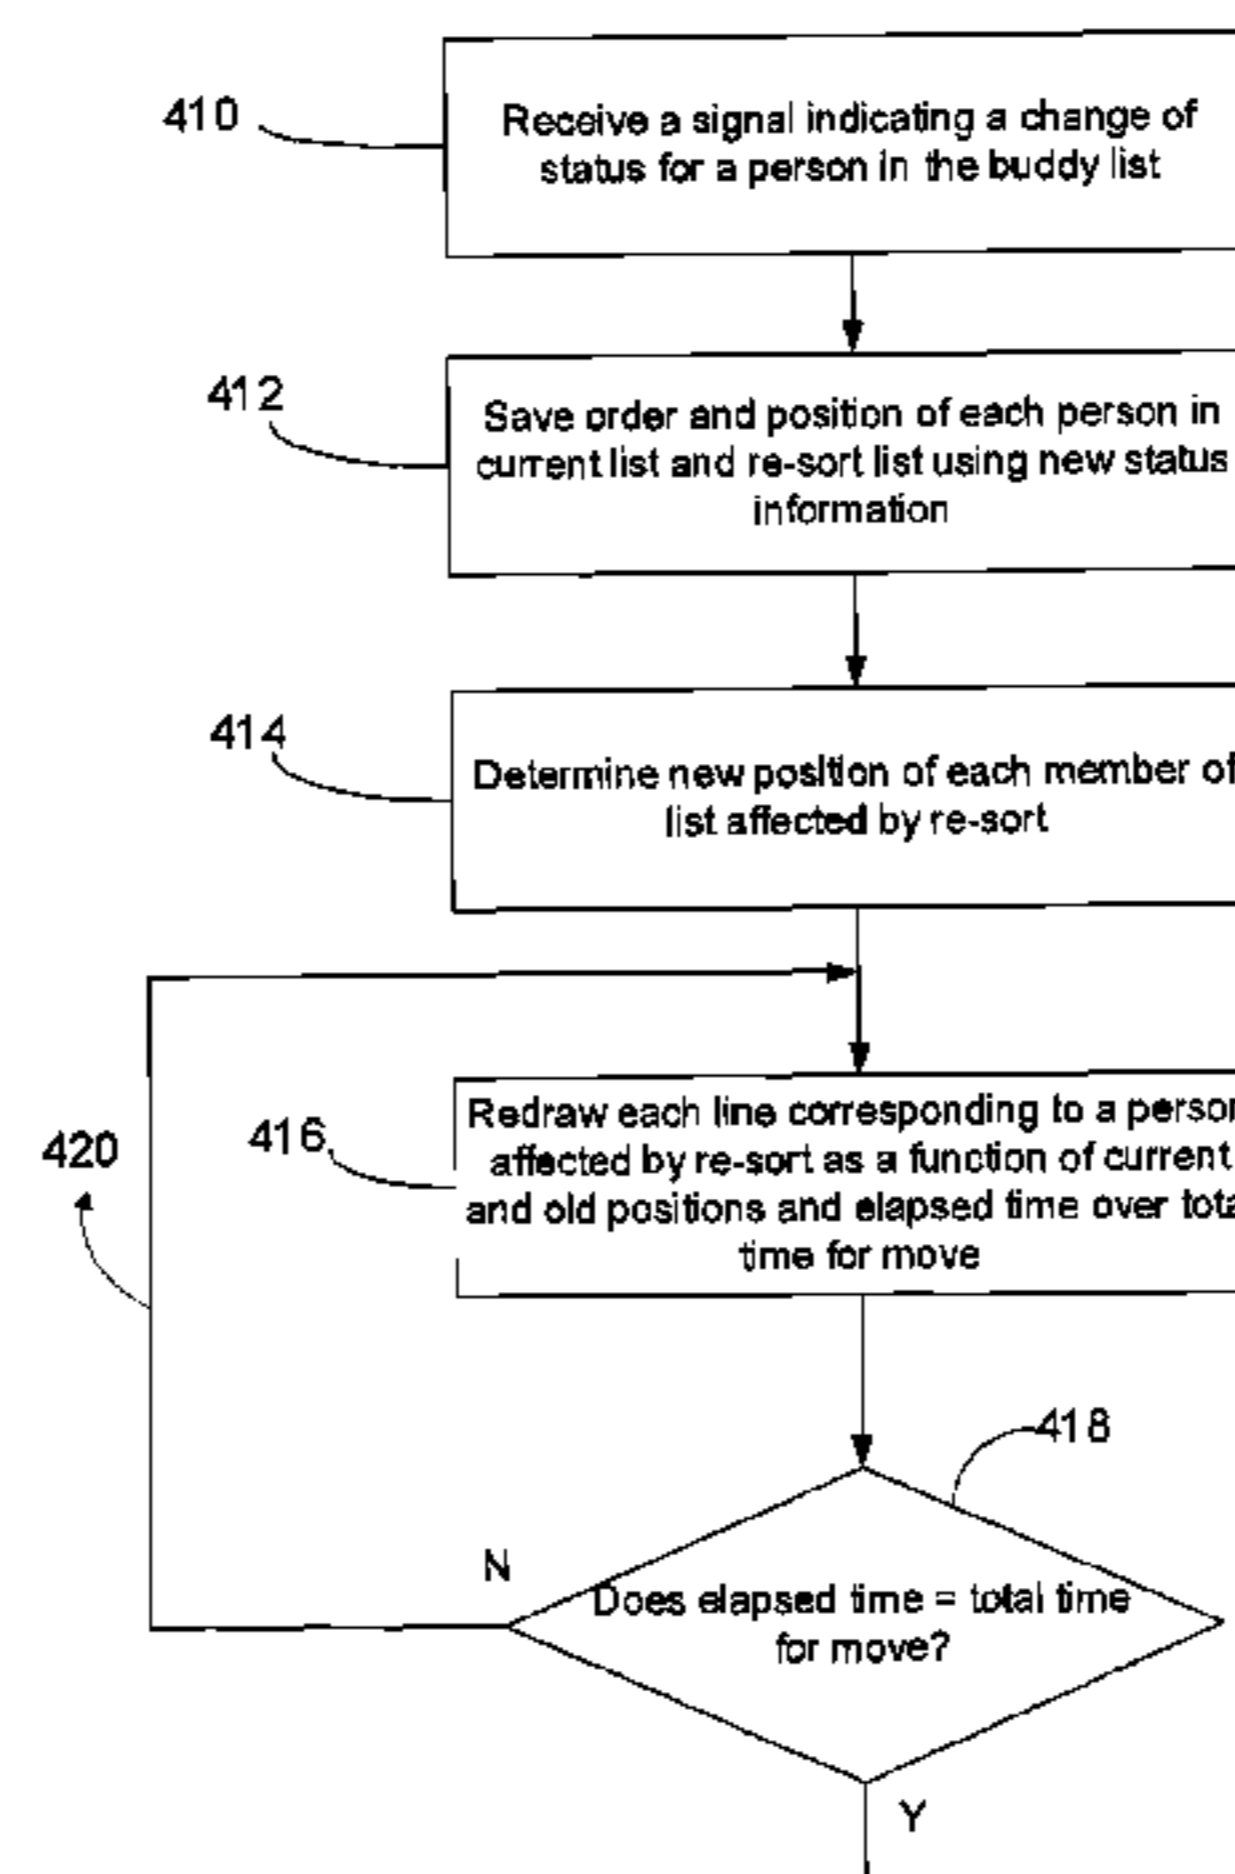 410
Receive a signal indicating a change of
status for a person in the buddy list
412
Save order and position of each person in
current list and re-sort list using new status
information
414
Determine new position of each member of
list affected by re-sort
420
416
Redraw each line corresponding to a person
affected by re-sort as a function of current
and old positions and elapsed time over total
time for move
418
N
Does elapsed time = total time
for move?
Y